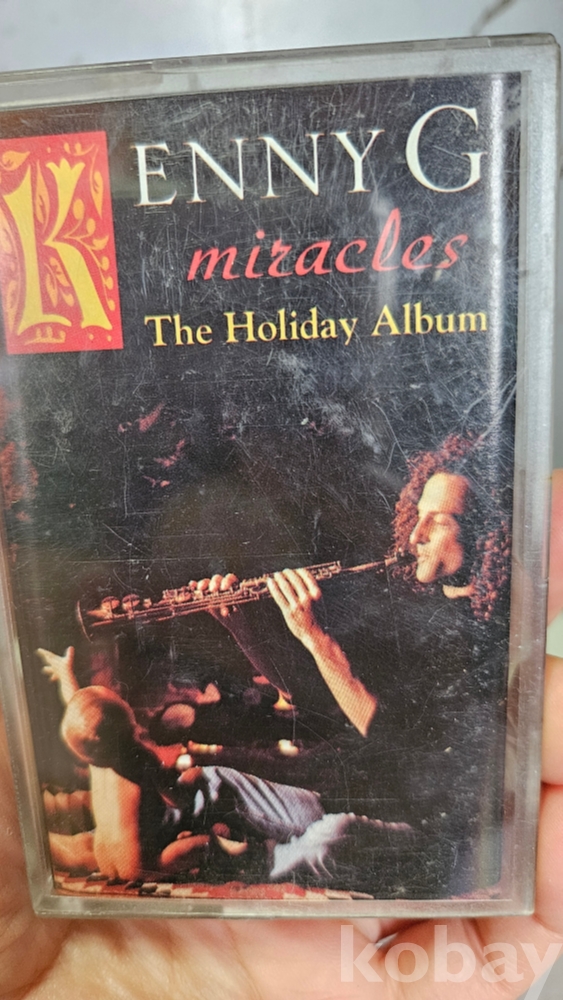 KENNY G
miracles
The Holiday Album
kobay